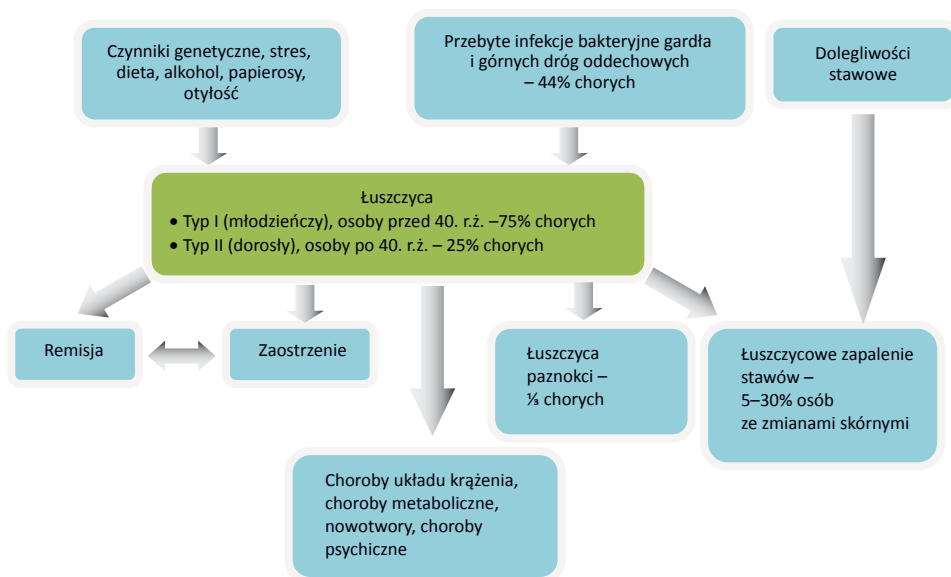 Czynniki genetyczne, stres,
dieta, alkohol, papierosy,
otyłość
Przebyte infekcje bakteryjne gardła
i górnych dróg oddechowych
– 44% chorych
Dolegliwości
stawowe
Łuszczyca
● Typ I (młodzieńczy), osoby przed 40. r.ż. –75% chorych
● Typ II (dorosły), osoby po 40. r.ż. – 25% chorych
Remisja
Zaostrzenie
Łuszczyca
paznokci –
⅓ chorych
Łuszczycowe zapalenie
stawów –
5–30% osób
ze zmianami skórnymi
Choroby układu krążenia,
choroby metaboliczne,
nowotwory, choroby
psychiczne